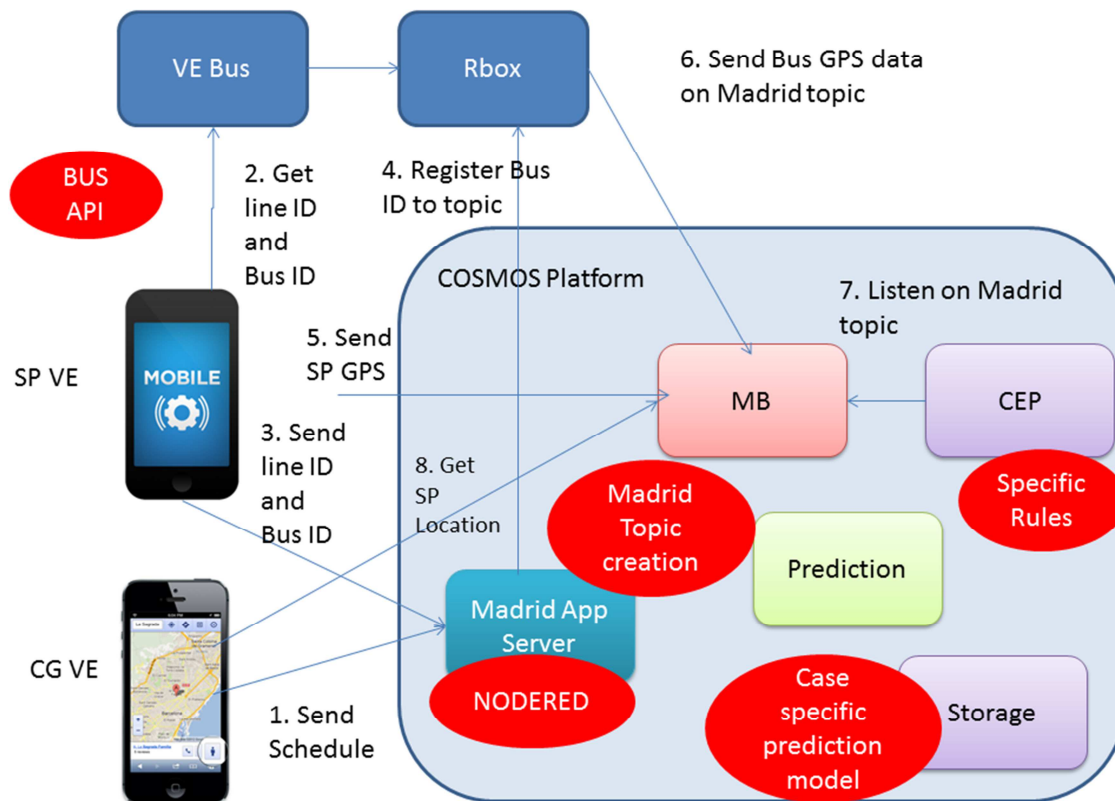 VE Bus
Rbox
6. Send Bus GPS data
on Madrid topic
BUS
API
2. Get
line ID
and
Bus ID
4. Register Bus
ID to topic
COSMOS Platform
7. Listen on Madrid
topic
5. Send
SP GPS
SP VE
MOBILE
MB
CEP
3. Send
line ID
and
Bus ID
8. Get
SP
Location
Madrid
Topic
creation
Specific
Rules
Prediction
Madrid App
Server
CG VE
NODERED
Case
specific
prediction
model
Storage
1. Send
Schedule